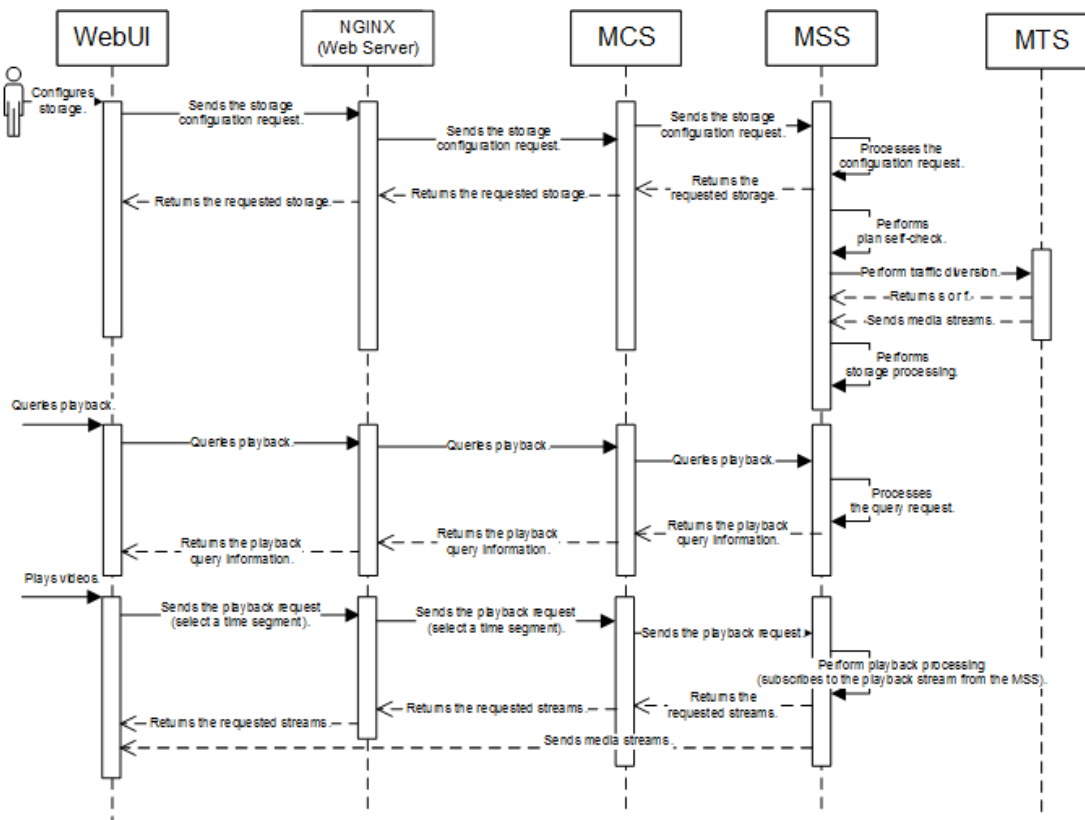 WebUI
NGINX
(Web Server)
MCS
MSS
MTS
Configures
storage.
Sends the storage
configuration request.
Sends the storage
configuration request.
Sends the storage
configuration request.
Processes the
configuration request.
Returns the
requested storage.
Returns the requested storage.
Returns the requested storage.
Performs
plan self-check.
Perform traffic diversion.
Returns s or f.
Sends media streams.
Performs
storage processing.
Queries playback.
Queries playback.
Queries playback.
Queries playback.
Processes
the query request.
Returns the playback
query information.
Returns the playback
query information.
Returns the playback
query information.
Plays videos.
Sends the playback request
(select a time segment).
Sends the playback request
(select a time segment).
Sends the playback request.
Perform playback processing
(subscribes to the playback stream from the MSS).
Returns the
requested streams.
Returns the requested streams.
Returns the requested streams.
Sends media streams.